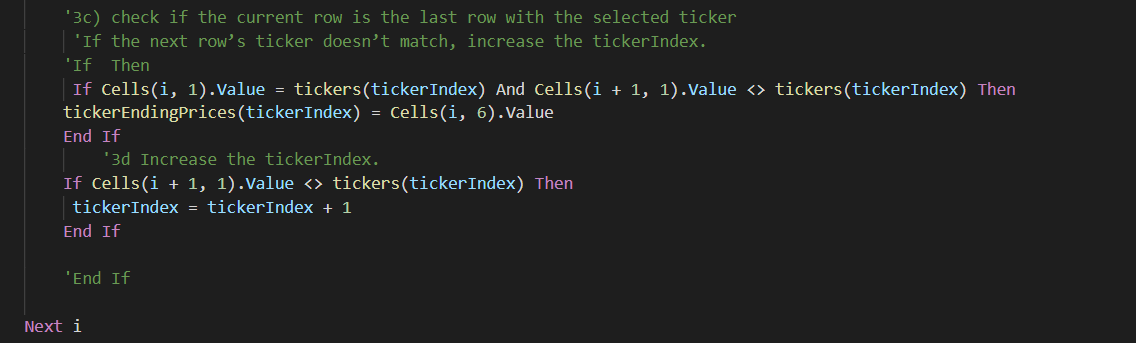 '3c) check if the current row is the last row with the selected ticker
'If the next row’s ticker doesn’t match, increase the tickerIndex.
'If  Then
If Cells(i, 1).Value = tickers(tickerIndex) And Cells(i + 1, 1).Value <> tickers(tickerIndex) Then
tickerEndingPrices(tickerIndex) = Cells(i, 6).Value
End If
'3d Increase the tickerIndex.
If Cells(i + 1, 1).Value <> tickers(tickerIndex) Then
tickerIndex = tickerIndex + 1
End If
'End If
Next i